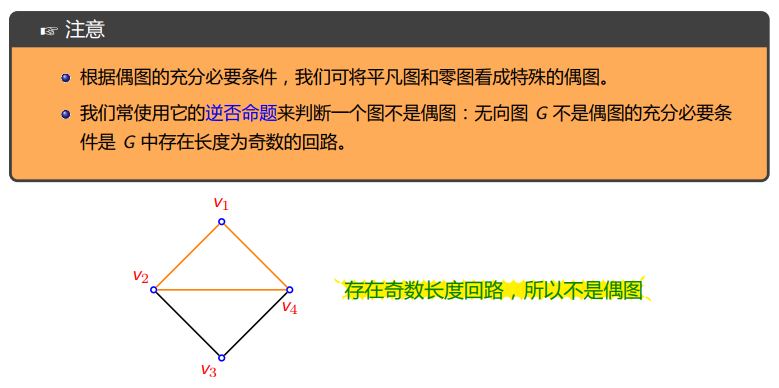 ☞ 注意
根据偶图的充分必要条件，我们可将平凡图和零图看成特殊的偶图。
我们常使用它的逆否命题来判断一个图不是偶图：无向图 G 不是偶图的充分必要条
件是 G 中存在长度为奇数的回路。
v₁
v₂
存在奇数长度回路，所以不是偶图
v₄
v₃